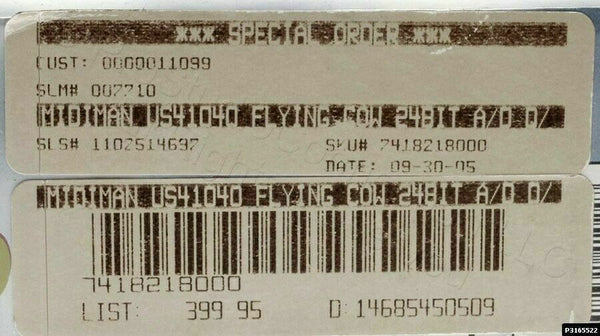 *** SPECIAL ORDER ***
CUST: 0000011099
SLM# 007710
MIDIMAN US41040 FLYING COW 24BIT A/D D/
SLS# 1102514697 SKU# 7418218000
DATE: 09-30-05
MIDIMAN US41040 FLYING COW 24BIT A/D D/
7418218000
LIST: 399 95 D:14685450509
P3165522